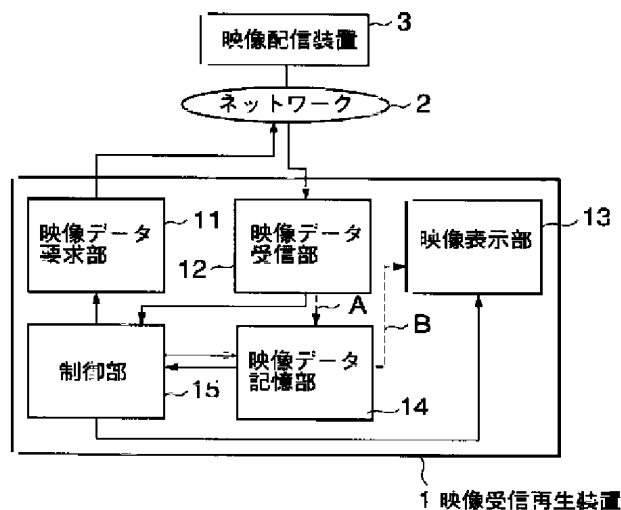 映像配信装置
3
ネットワーク
2
映像データ
要求部
11
映像データ
受信部
12
映像表示部
13
A
B
制御部
15
映像データ
記憶部
14
1 映像受信再生装置